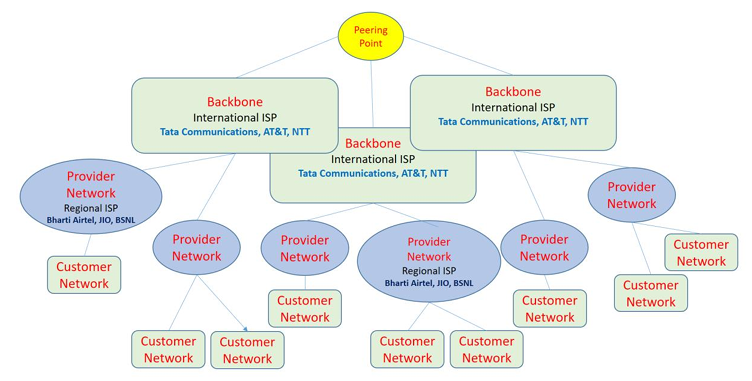 Peering
Point
Backbone
International ISP
Tata Communications, AT&T, NTT
Backbone
International ISP
Tata Communications, AT&T, NTT
Backbone
International ISP
Tata Communications, AT&T, NTT
Provider
Network
Regional ISP
Bharti Airtel, JIO, BSNL
Provider
Network
Provider
Network
Provider
Network
Regional ISP
Bharti Airtel, JIO, BSNL
Provider
Network
Provider
Network
Customer
Network
Customer
Network
Customer
Network
Customer
Network
Customer
Network
Customer
Network
Customer
Network
Customer
Network
Customer
Network